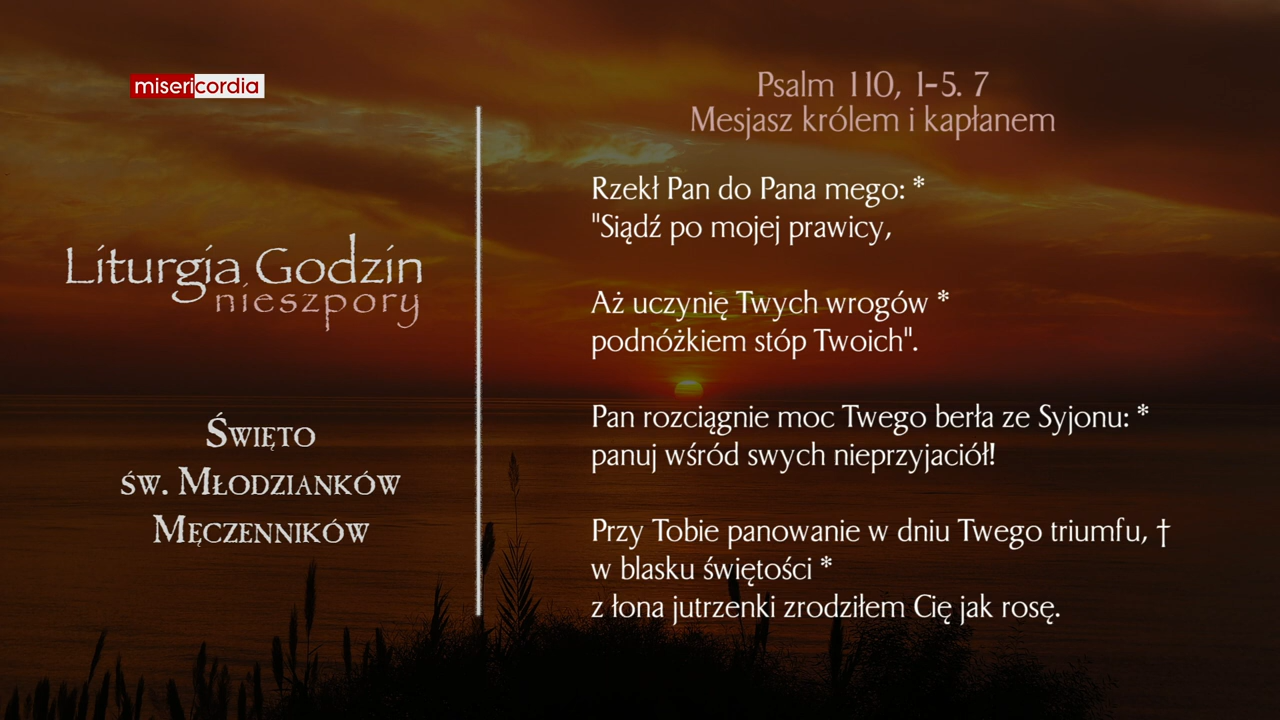 misericordia
Liturgia Godzin
nieszpory
Święto
św. Młodzianków
Męczenników
Psalm 110, 1-5. 7
Mesjasz królem i kapłanem
Rzekł Pan do Pana mego: *
"Siądź po mojej prawicy,
Aż uczynię Twych wrogów *
podnóżkiem stóp Twoich".
Pan rozciągnie moc Twego berła ze Syjonu: *
panuj wśród swych nieprzyjaciół!
Przy Tobie panowanie w dniu Twego triumfu, †
w blasku świętości *
z łona jutrzenki zrodziłem Cię jak rosę.